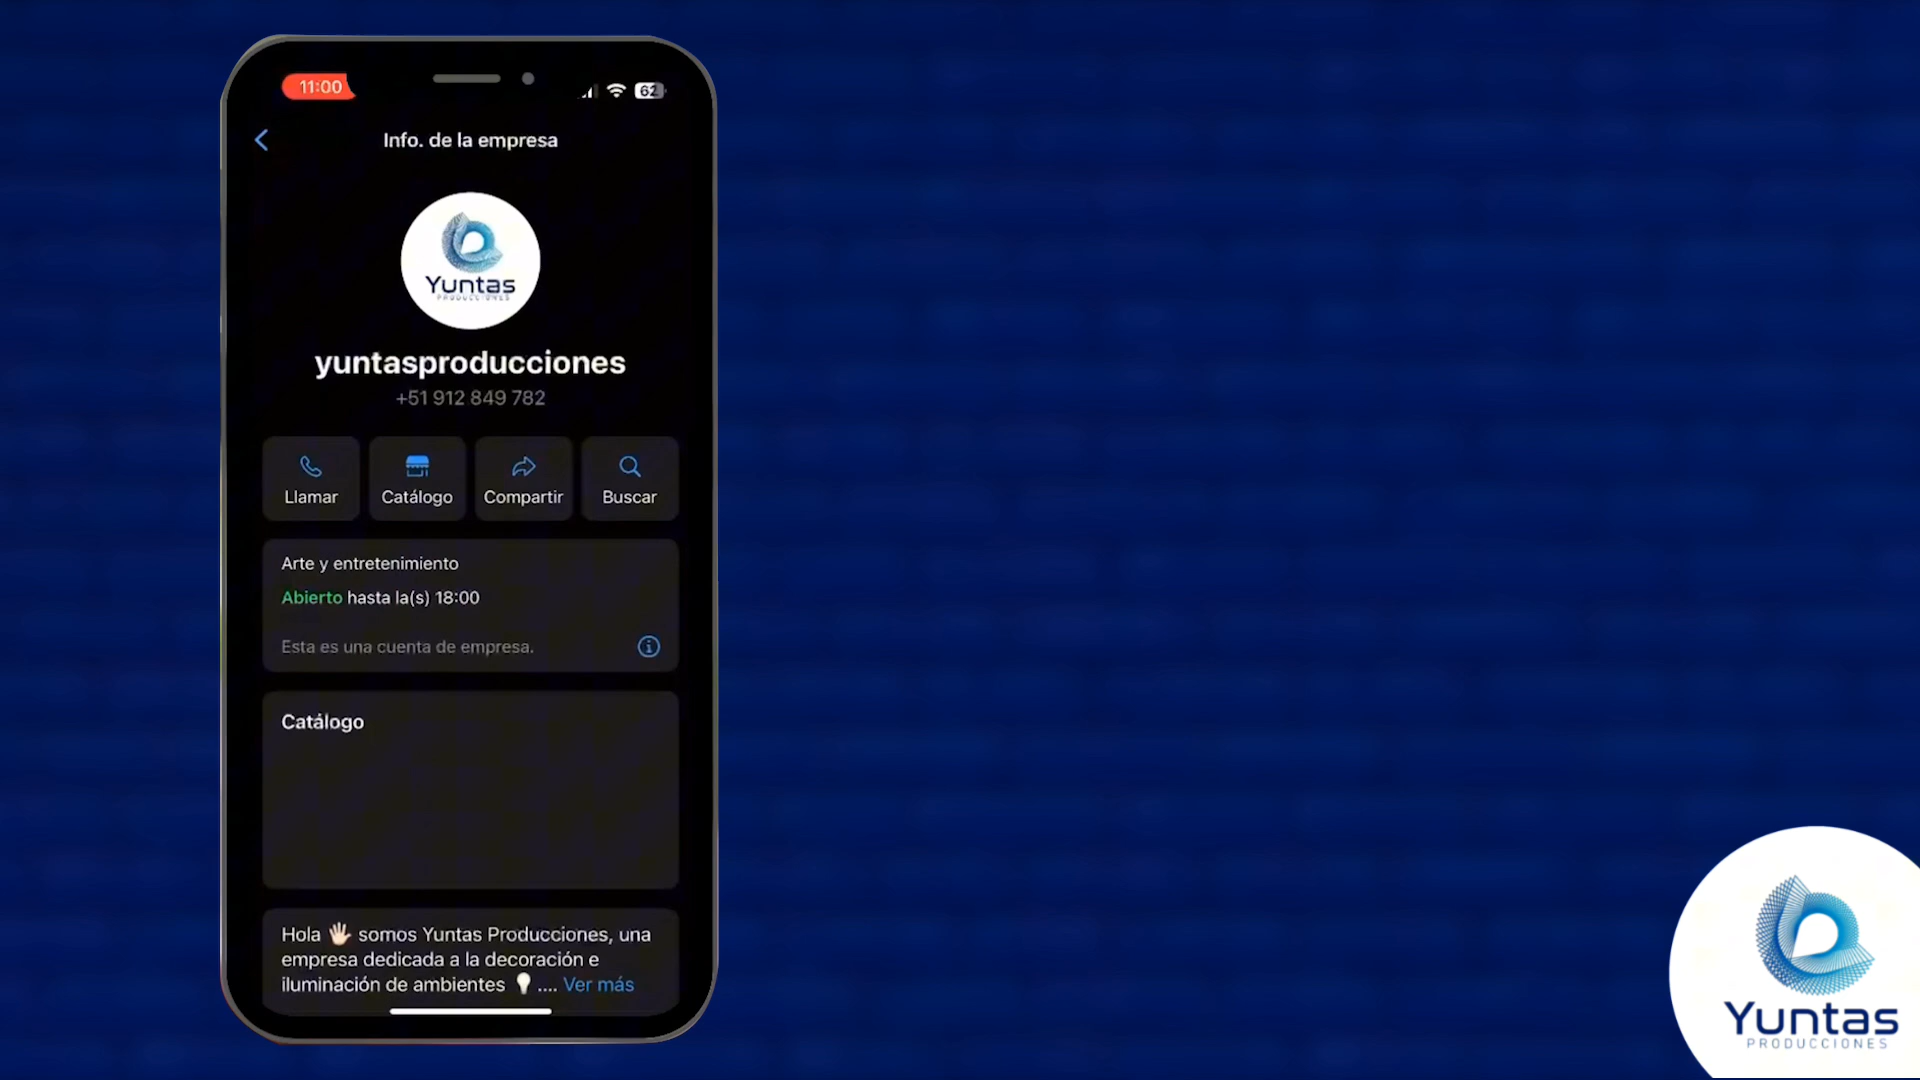 11:00
62
Info. de la empresa
Yuntas
PRODUCCIONES
yuntasproducciones
+51 912 849 782
Llamar
Catálogo
Compartir
Buscar
Arte y entretenimiento
Abierto hasta la(s) 18:00
Esta es una cuenta de empresa.
Catálogo
Hola 🖐🏻 somos Yuntas Producciones, una
empresa dedicada a la decoración e
iluminación de ambientes 💡.... Ver más
Yuntas
PRODUCCIONES